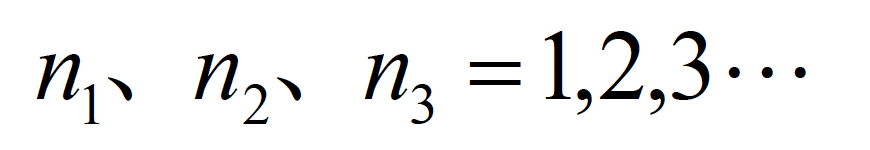 n₁、n₂、n₃ = 1,2,3⋯